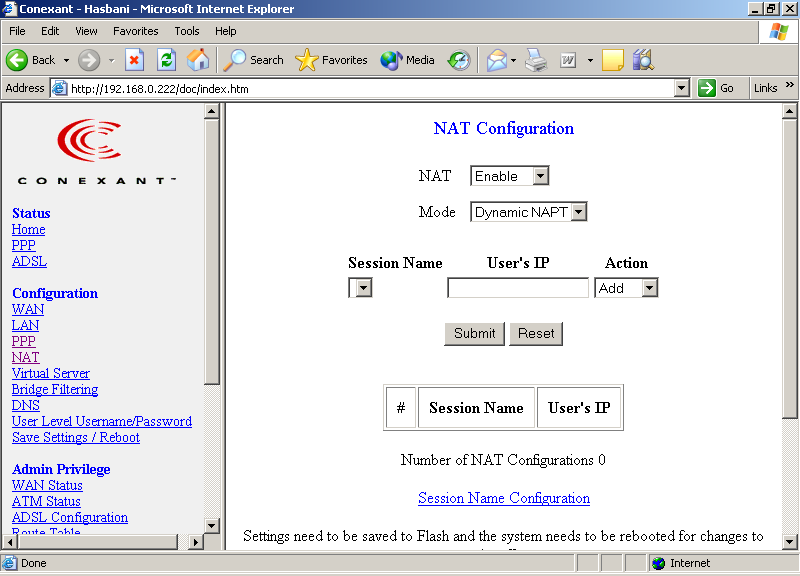 Conexant - Hasbani - Microsoft Internet Explorer
File Edit View Favorites Tools Help
Back Search Favorites Media
Address http://192.168.0.222/doc/index.htm Go Links »
CONEXANT™
Status
Home
PPP
ADSL
Configuration
WAN
LAN
PPP
NAT
Virtual Server
Bridge Filtering
DNS
User Level Username/Password
Save Settings / Reboot
Admin Privilege
WAN Status
ATM Status
ADSL Configuration
Route Table
NAT Configuration
NAT Enable
Mode Dynamic NAPT
Session Name User's IP Action
Add
Submit Reset
# Session Name User's IP
Number of NAT Configurations 0
Session Name Configuration
Settings need to be saved to Flash and the system needs to be rebooted for changes to
Done Internet